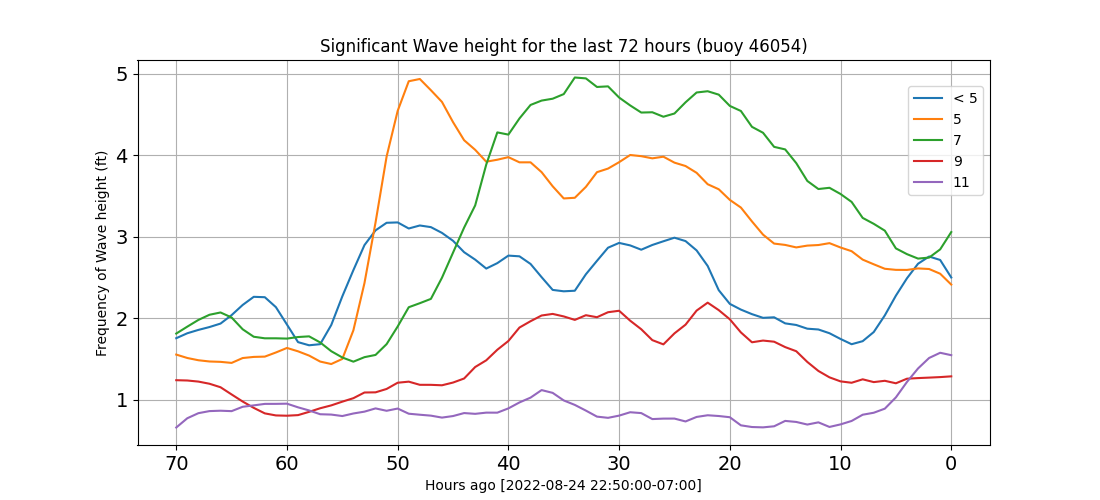 Significant Wave height for the last 72 hours (buoy 46054)
Frequency of Wave height (ft)
5
4
3
2
1
< 5
5
7
9
11
70 60 50 40 30 20 10 0
Hours ago [2022-08-24 22:50:00-07:00]